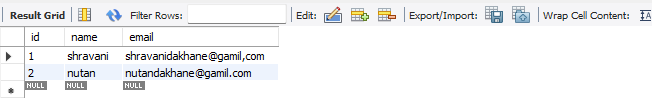 Result Grid Filter Rows: Edit: Export/Import: Wrap Cell Content: IA
id name email
1 shravani shravanidakhane@gamil,com
2 nutan nutandakhane@gamil.com
NULL NULL NULL